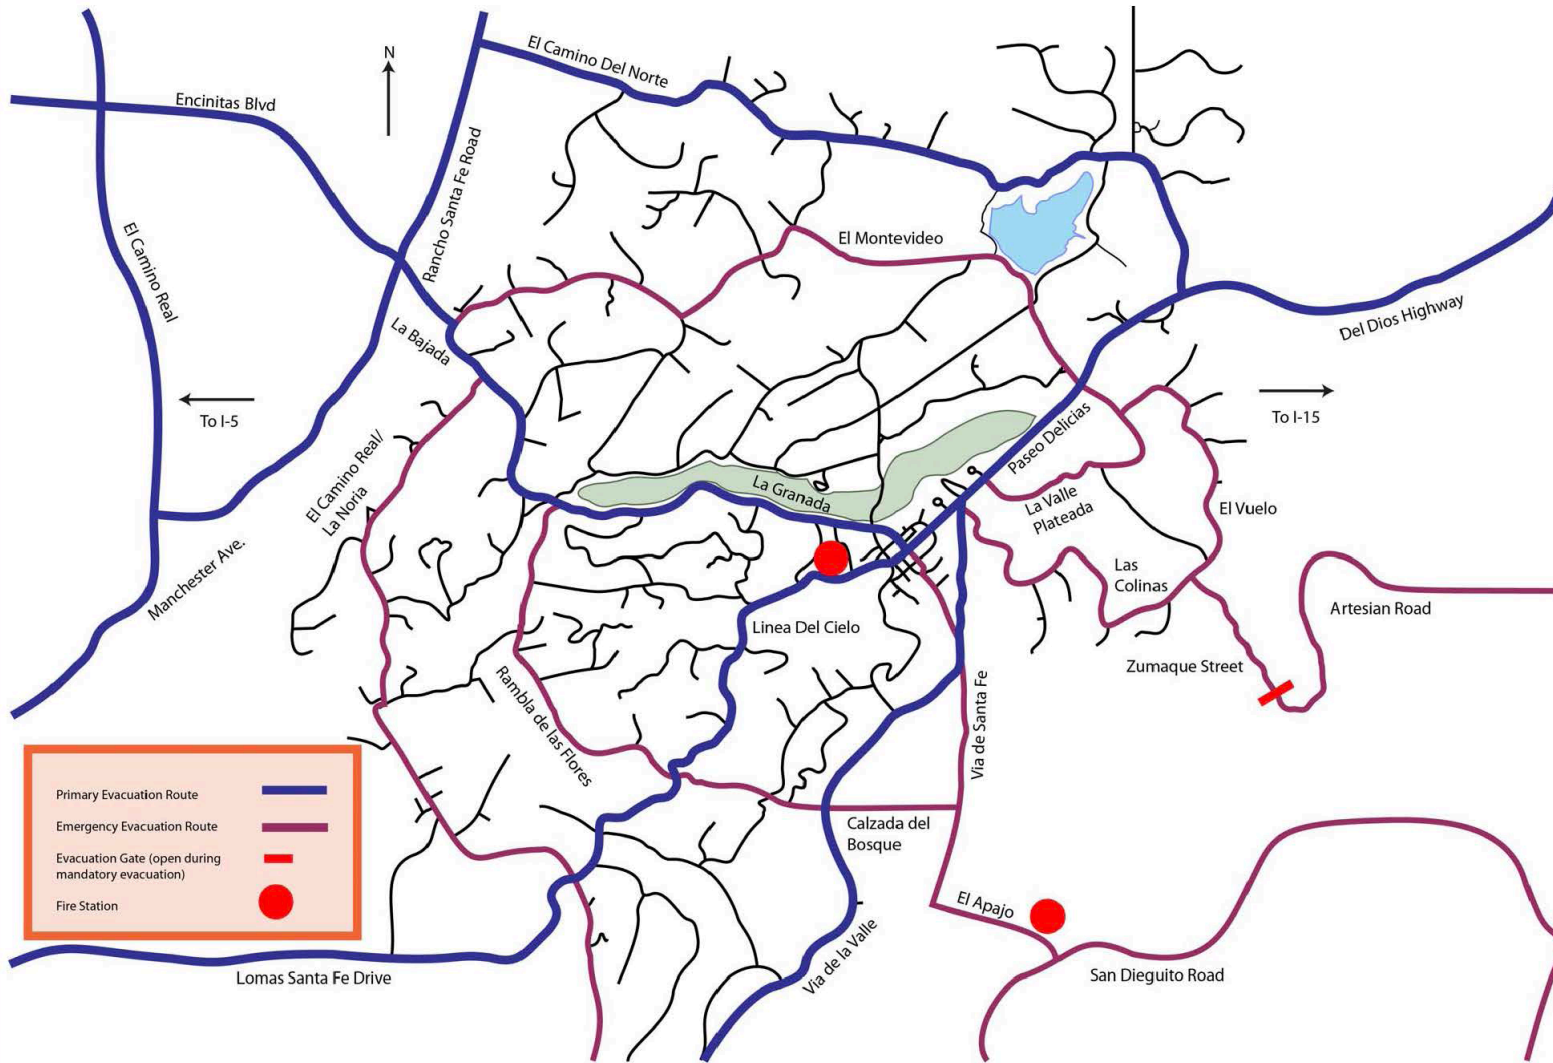 El Camino Del Norte
N
Encinitas Blvd
Rancho Santa Fe Road
El Camino Real
El Montevideo
Del Dios Highway
La Bajada
To I-5
To I-15
Paseo Delicias
El Camino Real/
La Noria
La Granada
La Valle
Plateada
El Vuelo
Manchester Ave.
Las
Colinas
Artesian Road
Linea Del Cielo
Zumaque Street
Rambla de las Flores
Via de Santa Fe
Primary Evacuation Route
Emergency Evacuation Route
Evacuation Gate (open during
mandatory evacuation)
Fire Station
Calzada del
Bosque
El Apajo
Via de la Valle
Lomas Santa Fe Drive
San Dieguito Road